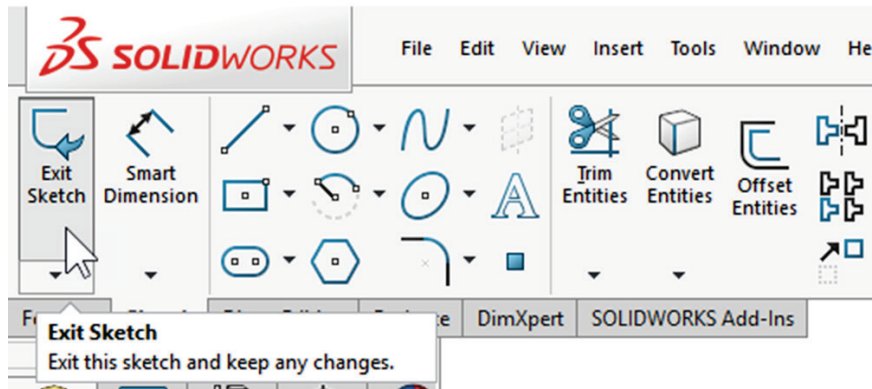 SOLIDWORKS
File Edit View Insert Tools Window
Exit
Sketch
Smart
Dimension
Trim
Entities
Convert
Entities
Offset
Entities
DimXpert SOLIDWORKS Add-Ins
Exit Sketch
Exit this sketch and keep any changes.